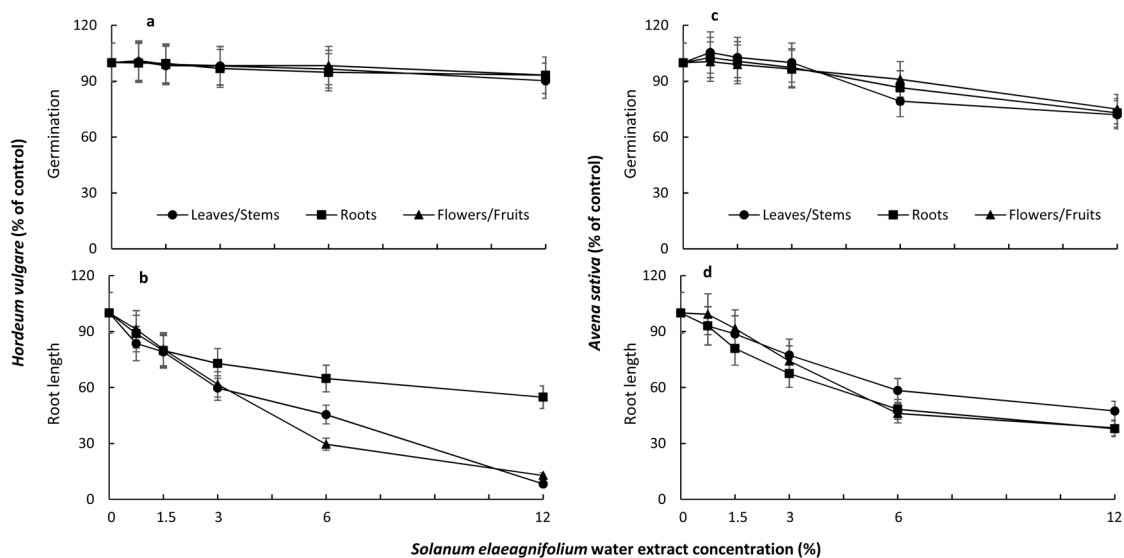 a
120
90
60
30
0
Germination
Leaves/Stems Roots Flowers/Fruits
c
120
90
60
30
0
Germination
Leaves/Stems Roots Flowers/Fruits
b
120
90
60
30
0
Root length
0 1.5 3 6 12
d
120
90
60
30
0
Root length
0 1.5 3 6 12
Hordeum vulgare (% of control)
Avena sativa (% of control)
Solanum elaeagnifolium water extract concentration (%)